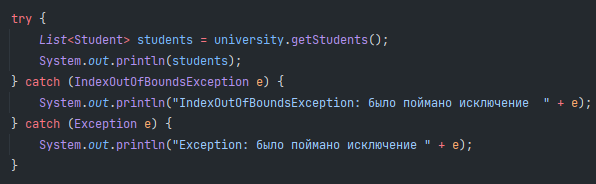 try {
    List<Student> students = university.getStudents();
    System.out.println(students);
} catch (IndexOutOfBoundsException e) {
    System.out.println("IndexOutOfBoundsException: было поймано исключение  " + e);
} catch (Exception e) {
    System.out.println("Exception: было поймано исключение " + e);
}